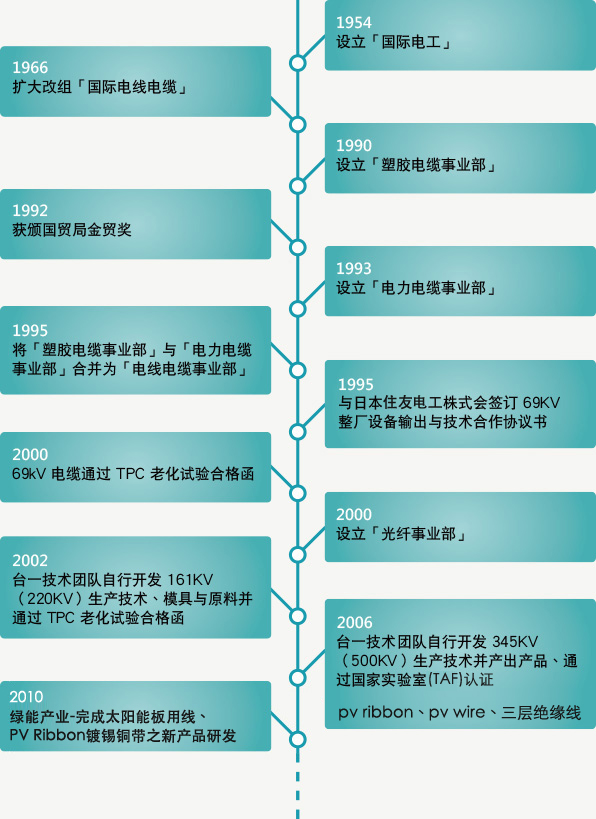 1954
设立「国际电工」
1966
扩大改组「国际电线电缆」
1990
设立「塑胶电缆事业部」
1992
获颁国贸局金贸奖
1993
设立「电力电缆事业部」
1995
将「塑胶电缆事业部」与「电力电缆
事业部」合并为「电线电缆事业部」
1995
与日本住友电工株式会签订 69KV
整厂设备输出与技术合作协议书
2000
69kV 电缆通过 TPC 老化试验合格函
2000
设立「光纤事业部」
2002
台一技术团队自行开发 161KV
（220KV）生产技术、模具与原料并
通过 TPC 老化试验合格函
2006
台一技术团队自行开发 345KV
（500KV）生产技术并产出产品、通
过国家实验室(TAF)认证
pv ribbon、pv wire、三层绝缘线
2010
绿能产业-完成太阳能板用线、
PV Ribbon镀锡铜带之新产品研发